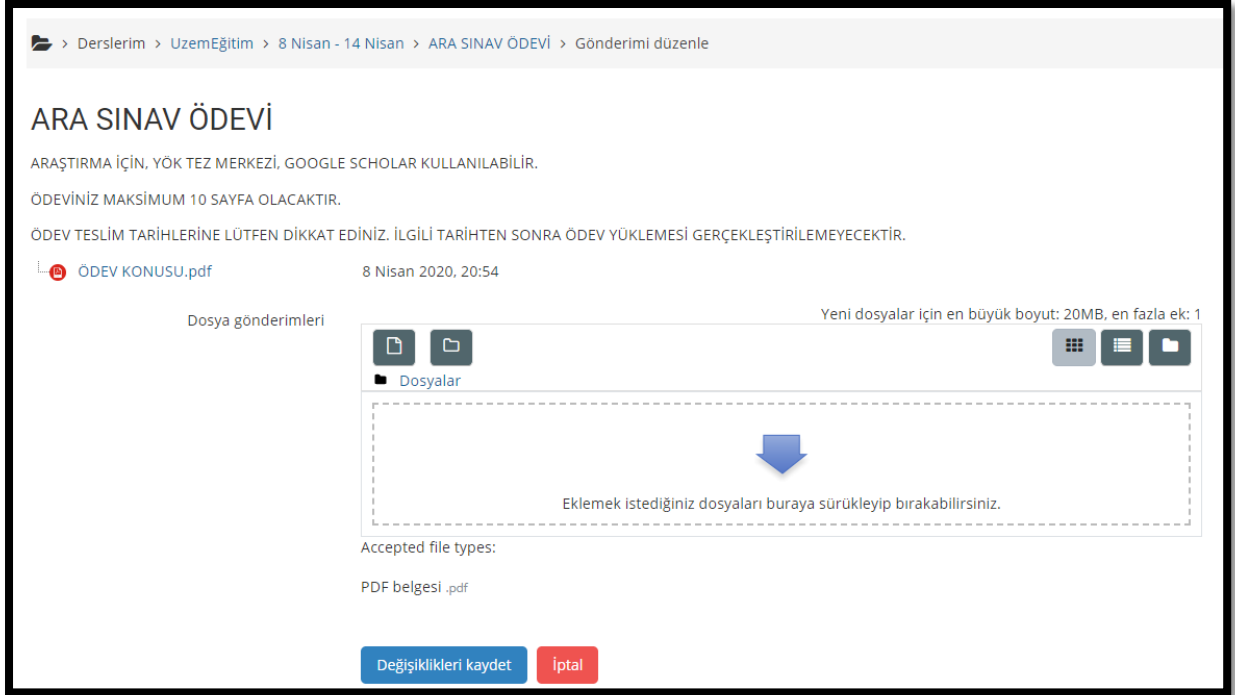 > Derslerim > UzemEğitim > 8 Nisan - 14 Nisan > ARA SINAV ÖDEVİ > Gönderimi düzenle
ARA SINAV ÖDEVİ
ARAŞTIRMA İÇİN, YÖK TEZ MERKEZİ, GOOGLE SCHOLAR KULLANILABİLİR.
ÖDEVİNİZ MAKSİMUM 10 SAYFA OLACAKTIR.
ÖDEV TESLİM TARİHLERİNE LÜTFEN DİKKAT EDİNİZ. İLGİLİ TARİHTEN SONRA ÖDEV YÜKLEMESİ GERÇEKLEŞTİRİLEMEYECEKTİR.
ÖDEV KONUSU.pdf 8 Nisan 2020, 20:54
Dosya gönderimleri
Yeni dosyalar için en büyük boyut: 20MB, en fazla ek: 1
Dosyalar
Eklemek istediğiniz dosyaları buraya sürükleyip bırakabilirsiniz.
Accepted file types:
PDF belgesi .pdf
Değişiklikleri kaydet İptal